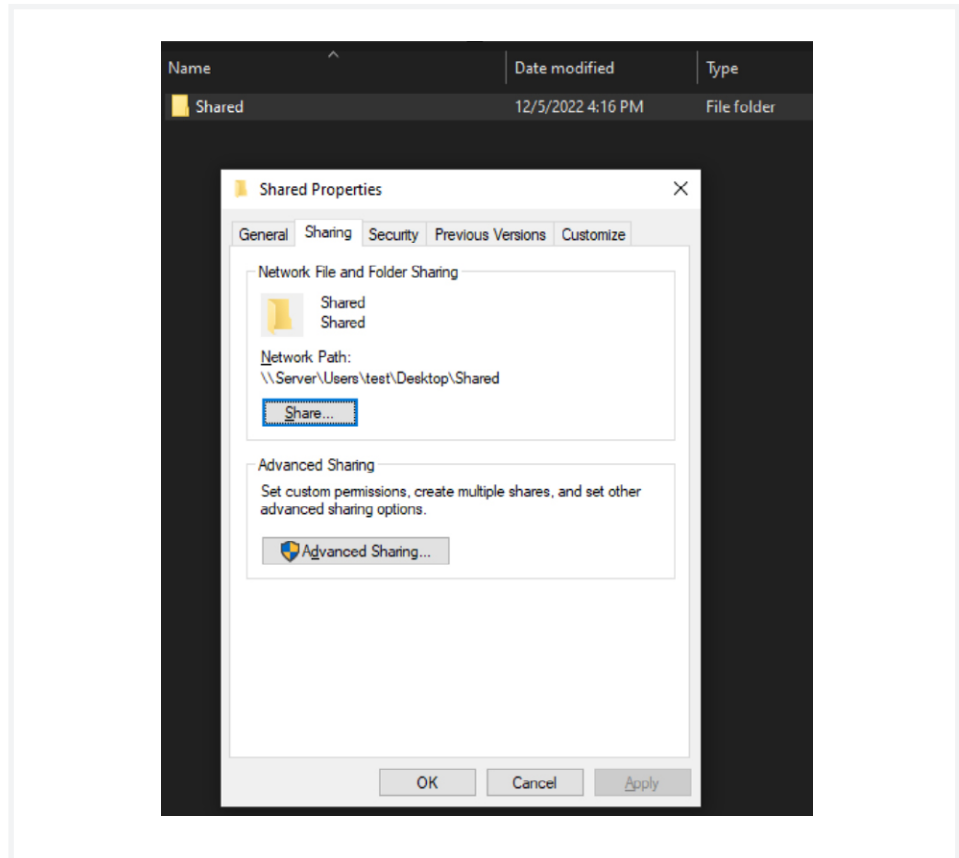 Name Date modified Type
Shared 12/5/2022 4:16 PM File folder
Shared Properties
General Sharing Security Previous Versions Customize
Network File and Folder Sharing
Shared
Shared
Network Path:
\\Server\Users\test\Desktop\Shared
Share...
Advanced Sharing
Set custom permissions, create multiple shares, and set other
advanced sharing options.
Advanced Sharing...
OK Cancel Apply